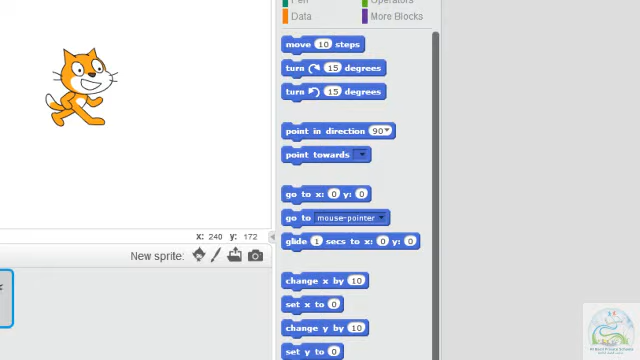 Pen
Operators
Data
More Blocks
move 10 steps
turn 15 degrees
turn 15 degrees
point in direction 90
point towards
go to x: 0 y: 0
go to mouse-pointer
glide 1 secs to x: 0 y: 0
change x by 10
set x to 0
change y by 10
set y to 0
x: 240 y: 172
New sprite: